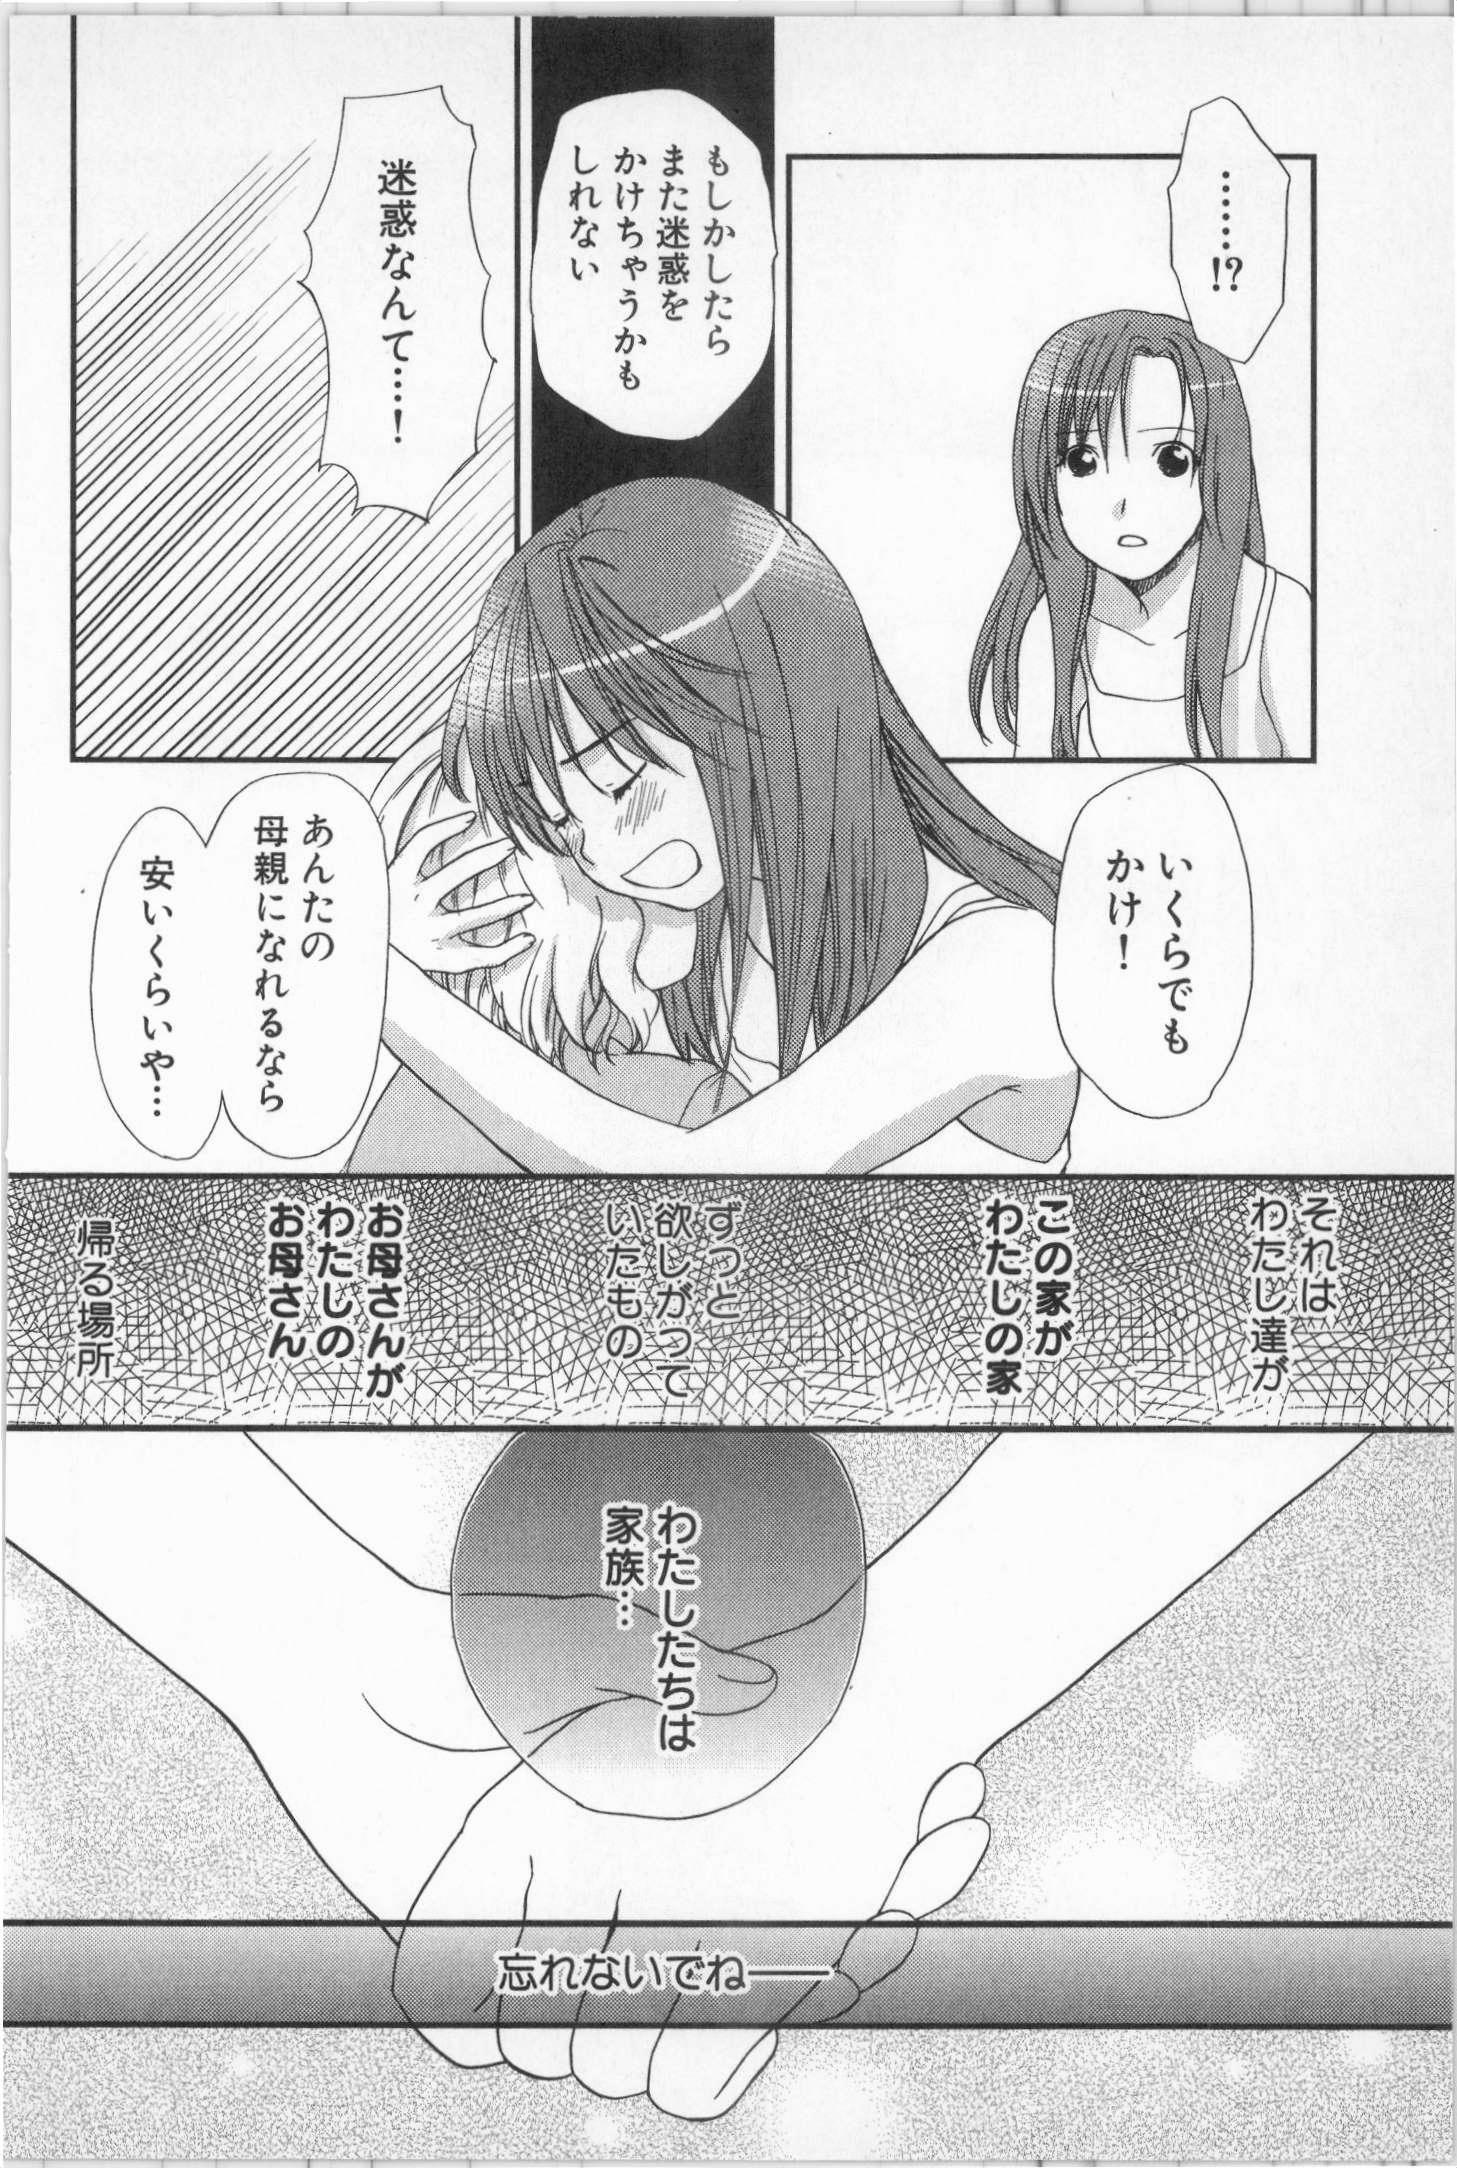 ……!?
もしかしたら
また迷惑を
かけちゃうかも
しれない
迷惑なんて……!
いくらでも
かけ!
あんたの
母親になれるなら
安いくらいや…
それは
わたし達が
この家が
わたしの家
ずっと
欲しがって
いたもの
お母さんが
わたしの
お母さん
帰る場所
わたしたちは
家族…
忘れないでね――